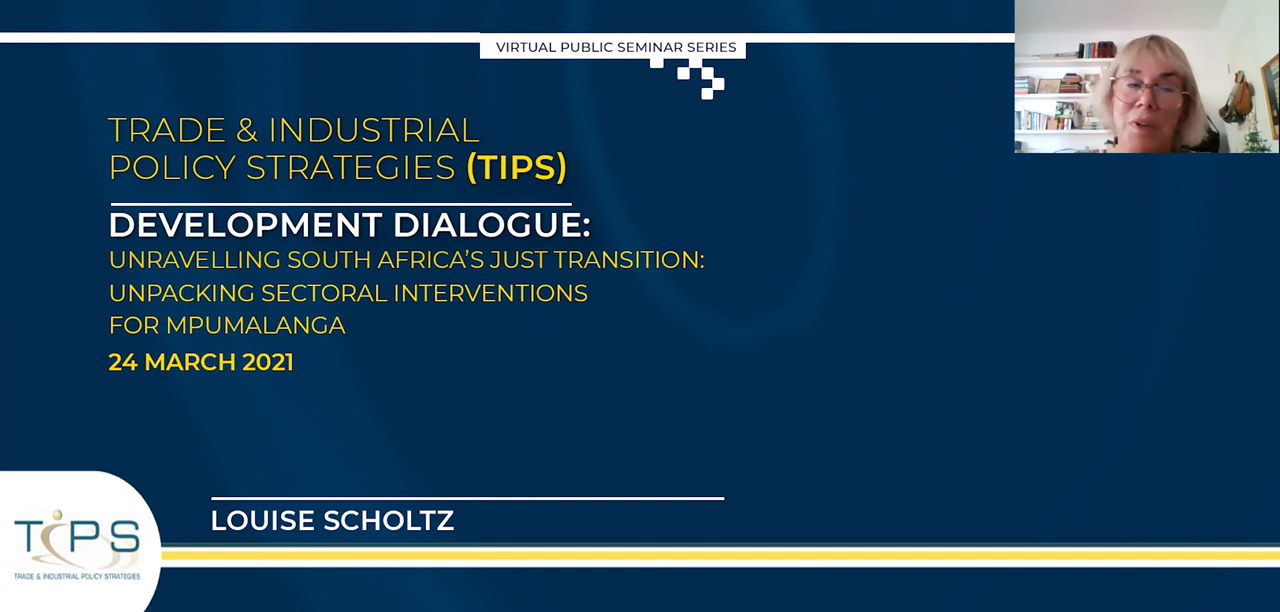 VIRTUAL PUBLIC SEMINAR SERIES
TRADE & INDUSTRIAL
POLICY STRATEGIES (TIPS)
DEVELOPMENT DIALOGUE:
UNRAVELLING SOUTH AFRICA'S JUST TRANSITION:
UNPACKING SECTORAL INTERVENTIONS
FOR MPUMALANGA
24 MARCH 2021
LOUISE SCHOLTZ
TIPS
TRADE & INDUSTRIAL POLICY STRATEGIES